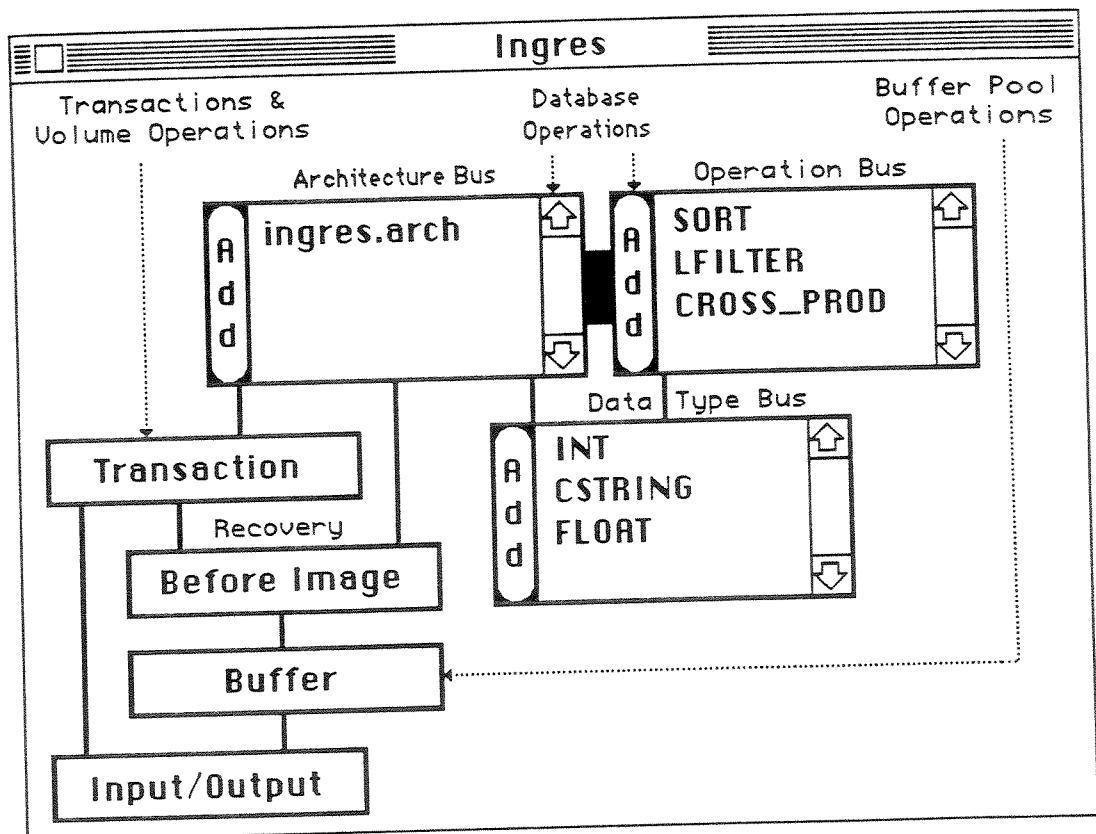 Ingres
Transactions &
Volume Operations
Database
Operations
Buffer Pool
Operations
Architecture Bus
Operation Bus
Add
ingres.arch
Add
SORT
LFILTER
CROSS_PROD
Data Type Bus
Transaction
Add
INT
CSTRING
FLOAT
Recovery
Before Image
Buffer
Input/Output